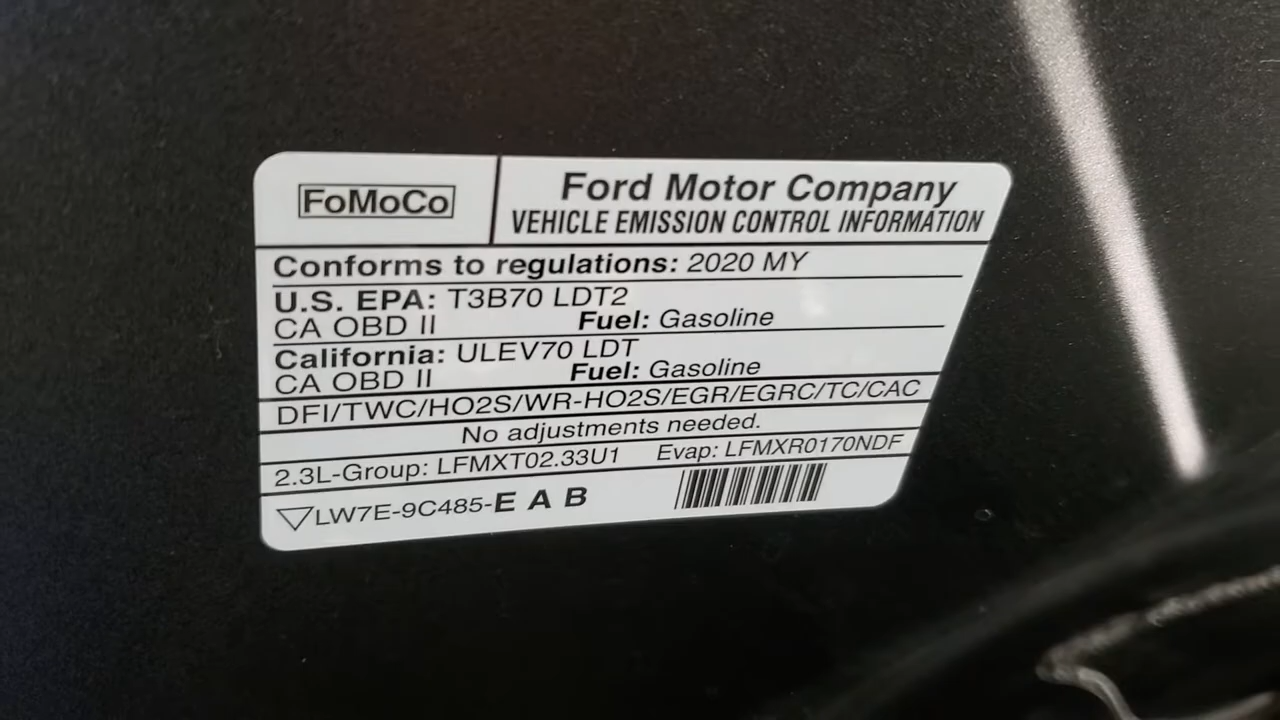 FoMoCo
Ford Motor Company
VEHICLE EMISSION CONTROL INFORMATION
Conforms to regulations: 2020 MY
U.S. EPA: T3B70 LDT2
CA OBD II Fuel: Gasoline
California: ULEV70 LDT
CA OBD II Fuel: Gasoline
DFI/TWC/HO2S/WR-HO2S/EGR/EGRC/TC/CAC
No adjustments needed.
2.3L-Group: LFMXT02.33U1 Evap: LFMXR0170NDF
LW7E-9C485-E A B